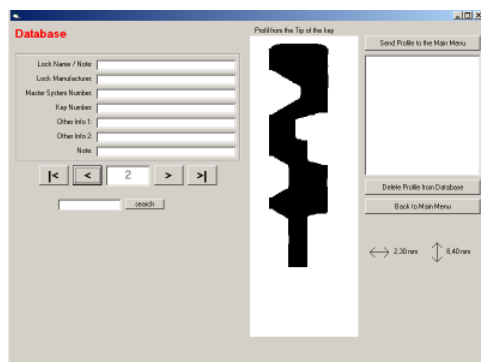 Database
Profil from the Tip of the key
Send Profile to the Main Menu
Lock Name / Note:
Lock Manufacturer:
Master System Number:
Key Number:
Other Info 1:
Other Info 2:
Note:
|<
<
2
>
>|
search
Delete Profile from Database
Back to Main Menu
2,30 mm
8,40 mm